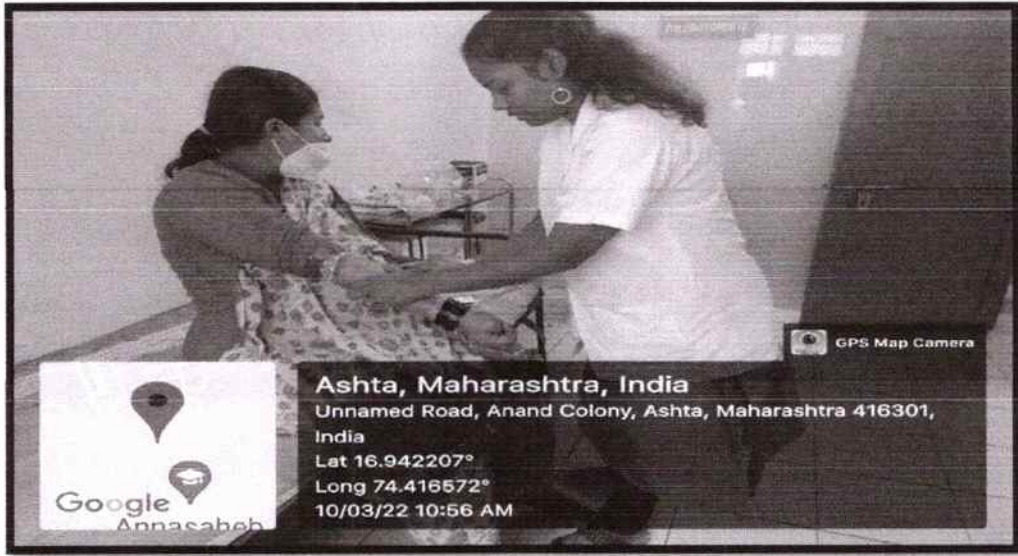 GPS Map Camera
Ashta, Maharashtra, India
Unnamed Road, Anand Colony, Ashta, Maharashtra 416301,
India
Lat 16.942207°
Long 74.416572°
10/03/22 10:56 AM
Google
Annasaheb